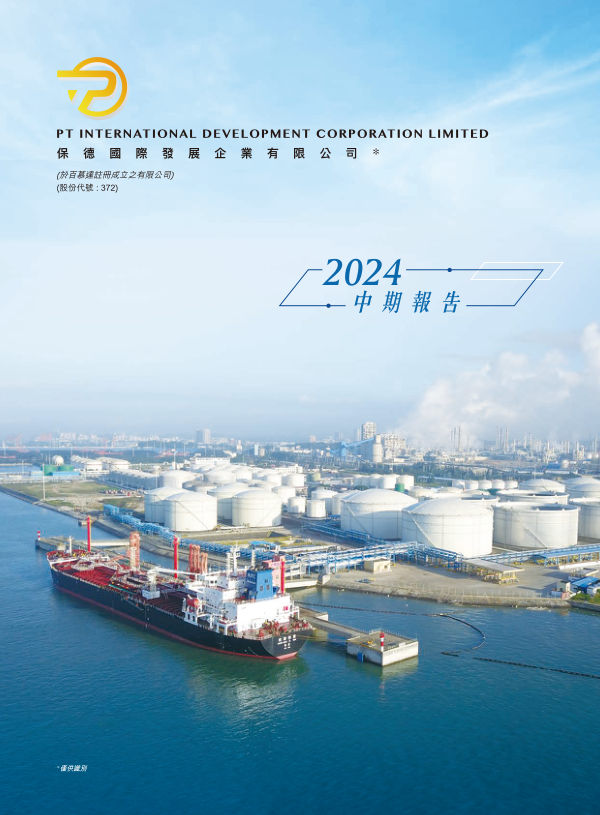 PT INTERNATIONAL DEVELOPMENT CORPORATION LIMITED
保德國際發展企業有限公司*
(於百慕達註冊成立之有限公司)
(股份代號 : 372)
2024
中期報告
*僅供識別